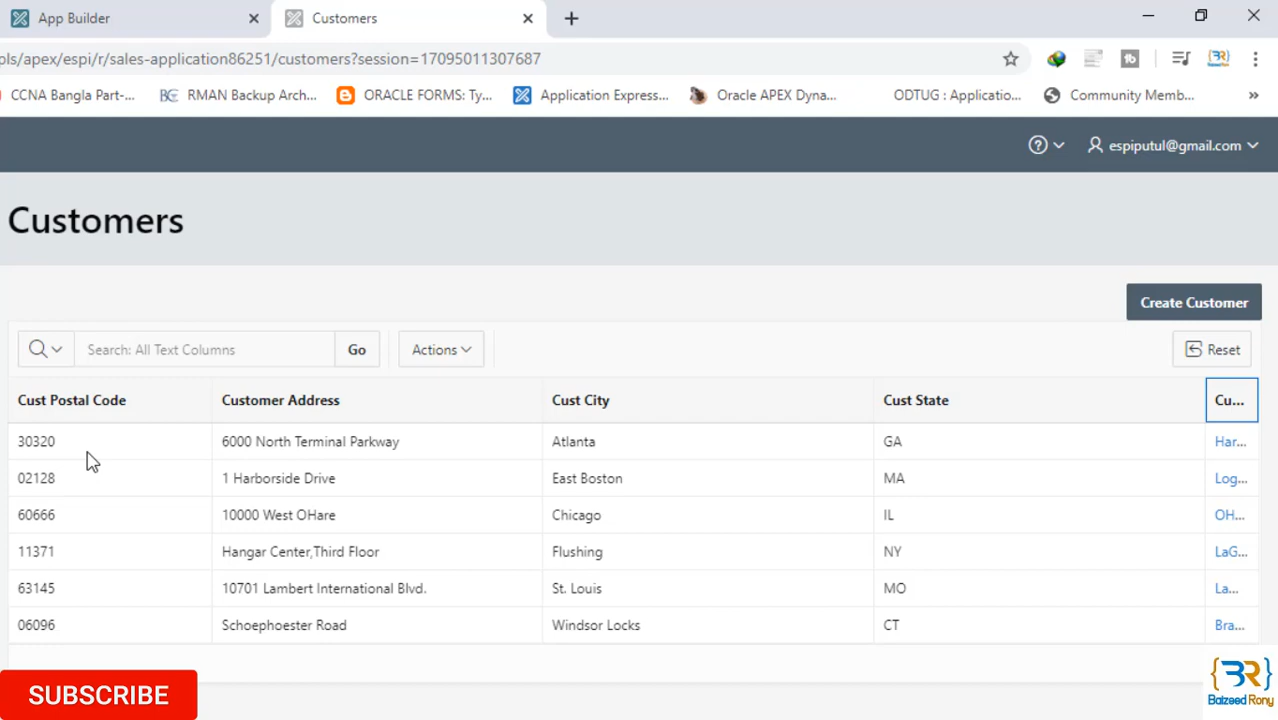 App Builder
Customers
pls/apex/espi/r/sales-application86251/customers?session=17095011307687
CCNA Bangla Part-... RMAN Backup Arch... ORACLE FORMS: Ty... Application Express... Oracle APEX Dyna... ODTUG : Applicatio... Community Memb... »
espiputul@gmail.com
Customers
Create Customer
Search: All Text Columns Go Actions Reset
Cust Postal Code Customer Address Cust City Cust State Cu...
30320 6000 North Terminal Parkway Atlanta GA Har...
02128 1 Harborside Drive East Boston MA Log...
60666 10000 West OHare Chicago IL OH...
11371 Hangar Center,Third Floor Flushing NY LaG...
63145 10701 Lambert International Blvd. St. Louis MO La...
06096 Schoephoester Road Windsor Locks CT Bra...
SUBSCRIBE
{BR}
Baizeed Rony